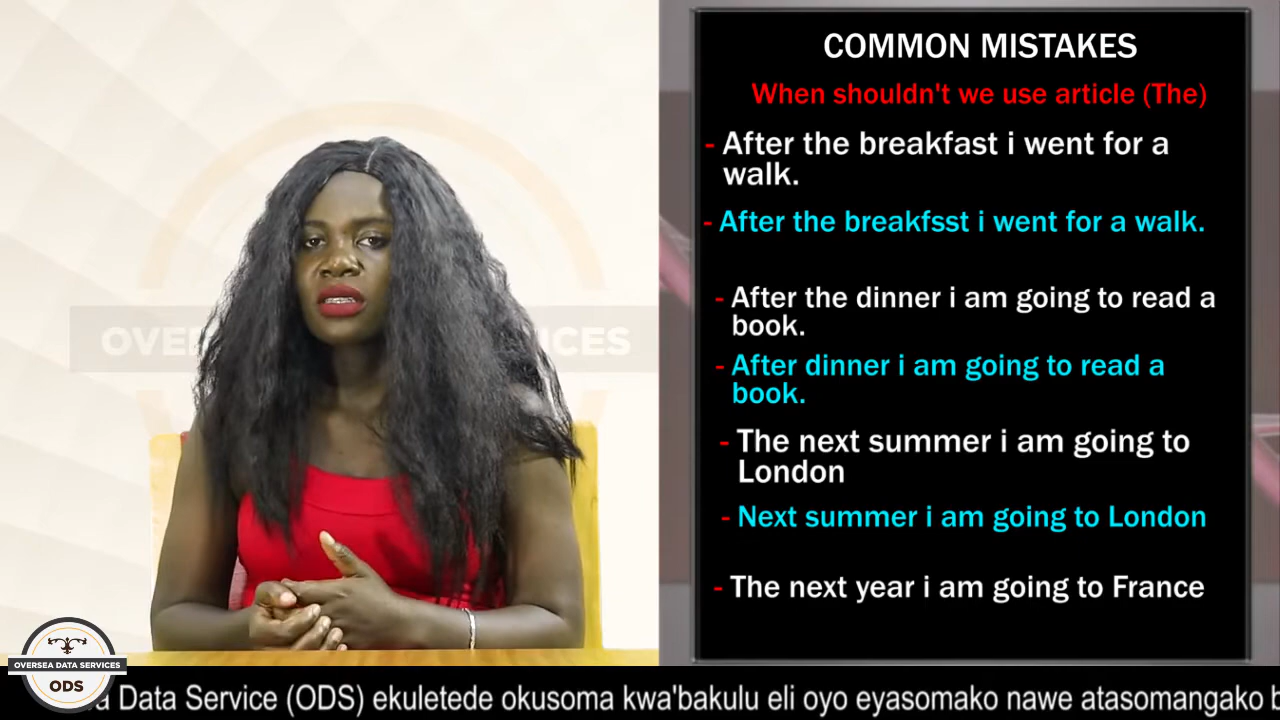 COMMON MISTAKES
When shouldn't we use article (The)
- After the breakfast i went for a
walk.
- After the breakfsst i went for a walk.
- After the dinner i am going to read a
book.
- After dinner i am going to read a
book.
- The next summer i am going to
London
- Next summer i am going to London
- The next year i am going to France
OVERSEA DATA SERVICES
ODS
a Data Service (ODS) ekuletede okusoma kwa'bakulu eli oyo eyasomako nawe atasomangako b